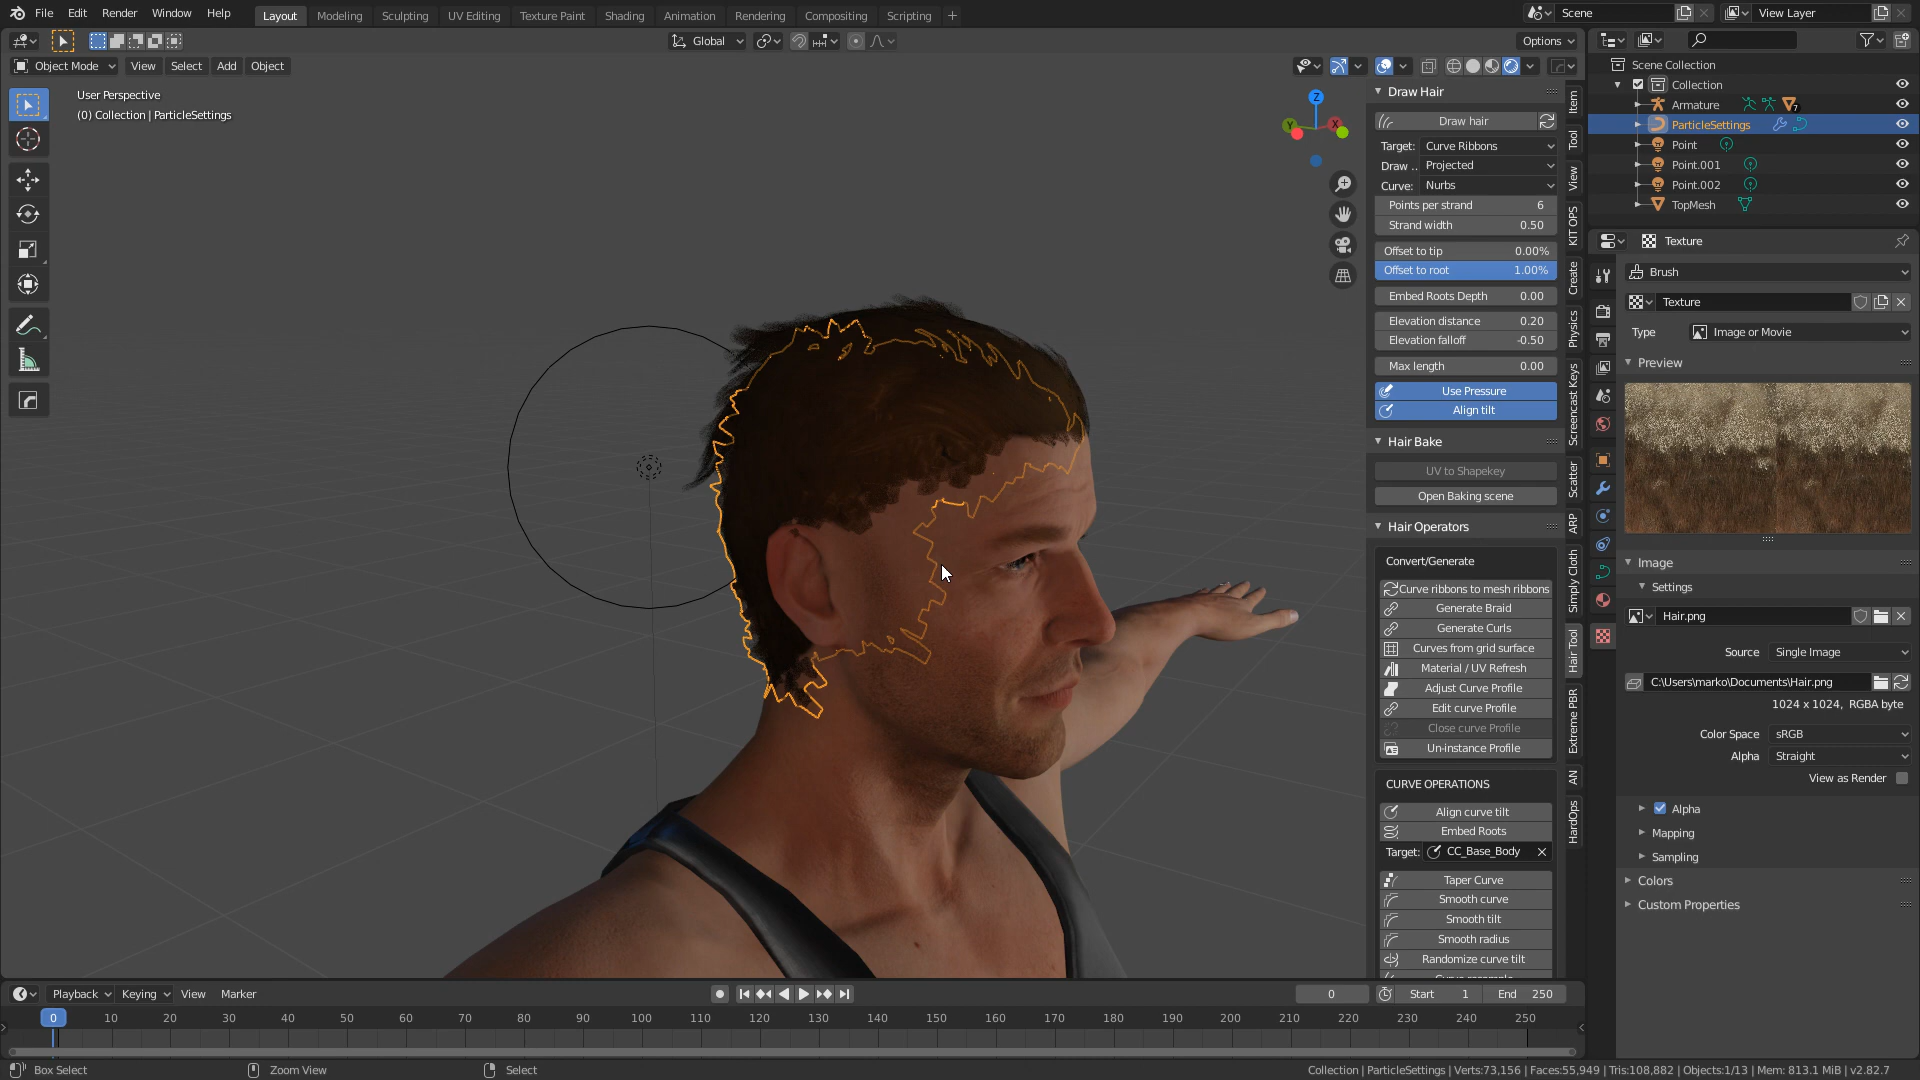 File Edit Render Window Help Layout Modeling Sculpting UV Editing Texture Paint Shading Animation Rendering Compositing Scripting + Scene View Layer
Global Options
Object Mode View Select Add Object
User Perspective
(0) Collection | ParticleSettings
Z
Y
X
Draw Hair
Draw hair
Target: Curve Ribbons
Draw .. Projected
Curve: Nurbs
Points per strand 6
Strand width 0.50
Offset to tip 0.00%
Offset to root 1.00%
Embed Roots Depth 0.00
Elevation distance 0.20
Elevation falloff -0.50
Max length 0.00
Use Pressure
Align tilt
Hair Bake
UV to Shapekey
Open Baking scene
Hair Operators
Convert/Generate
Curve ribbons to mesh ribbons
Generate Braid
Generate Curls
Curves from grid surface
Material / UV Refresh
Adjust Curve Profile
Edit curve Profile
Close curve Profile
Un-instance Profile
CURVE OPERATIONS
Align curve tilt
Embed Roots
Target: CC_Base_Body
Taper Curve
Smooth curve
Smooth tilt
Smooth radius
Randomize curve tilt
Item
Tool
View
KIT OPS
Create
Physics
Screencast Keys
Scatter
ARP
Simply Cloth
Hair Tool
Extreme PBR
AN
HardOps
Scene Collection
Collection
Armature 7
ParticleSettings
Point
Point.001
Point.002
TopMesh
Texture
Brush
Texture
Type Image or Movie
Preview
Image
Settings
Hair.png
Source Single Image
C:\Users\marko\Documents\Hair.png
1024 x 1024, RGBA byte
Color Space sRGB
Alpha Straight
View as Render
Alpha
Mapping
Sampling
Colors
Custom Properties
Playback Keying View Marker 0 Start 1 End 250
0 10 20 30 40 50 60 70 80 90 100 110 120 130 140 150 160 170 180 190 200 210 220 230 240 250
Box Select Zoom View Select Collection | ParticleSettings | Verts:73,156 | Faces:55,949 | Tris:108,882 | Objects:1/13 | Mem: 813.1 MiB | v2.82.7